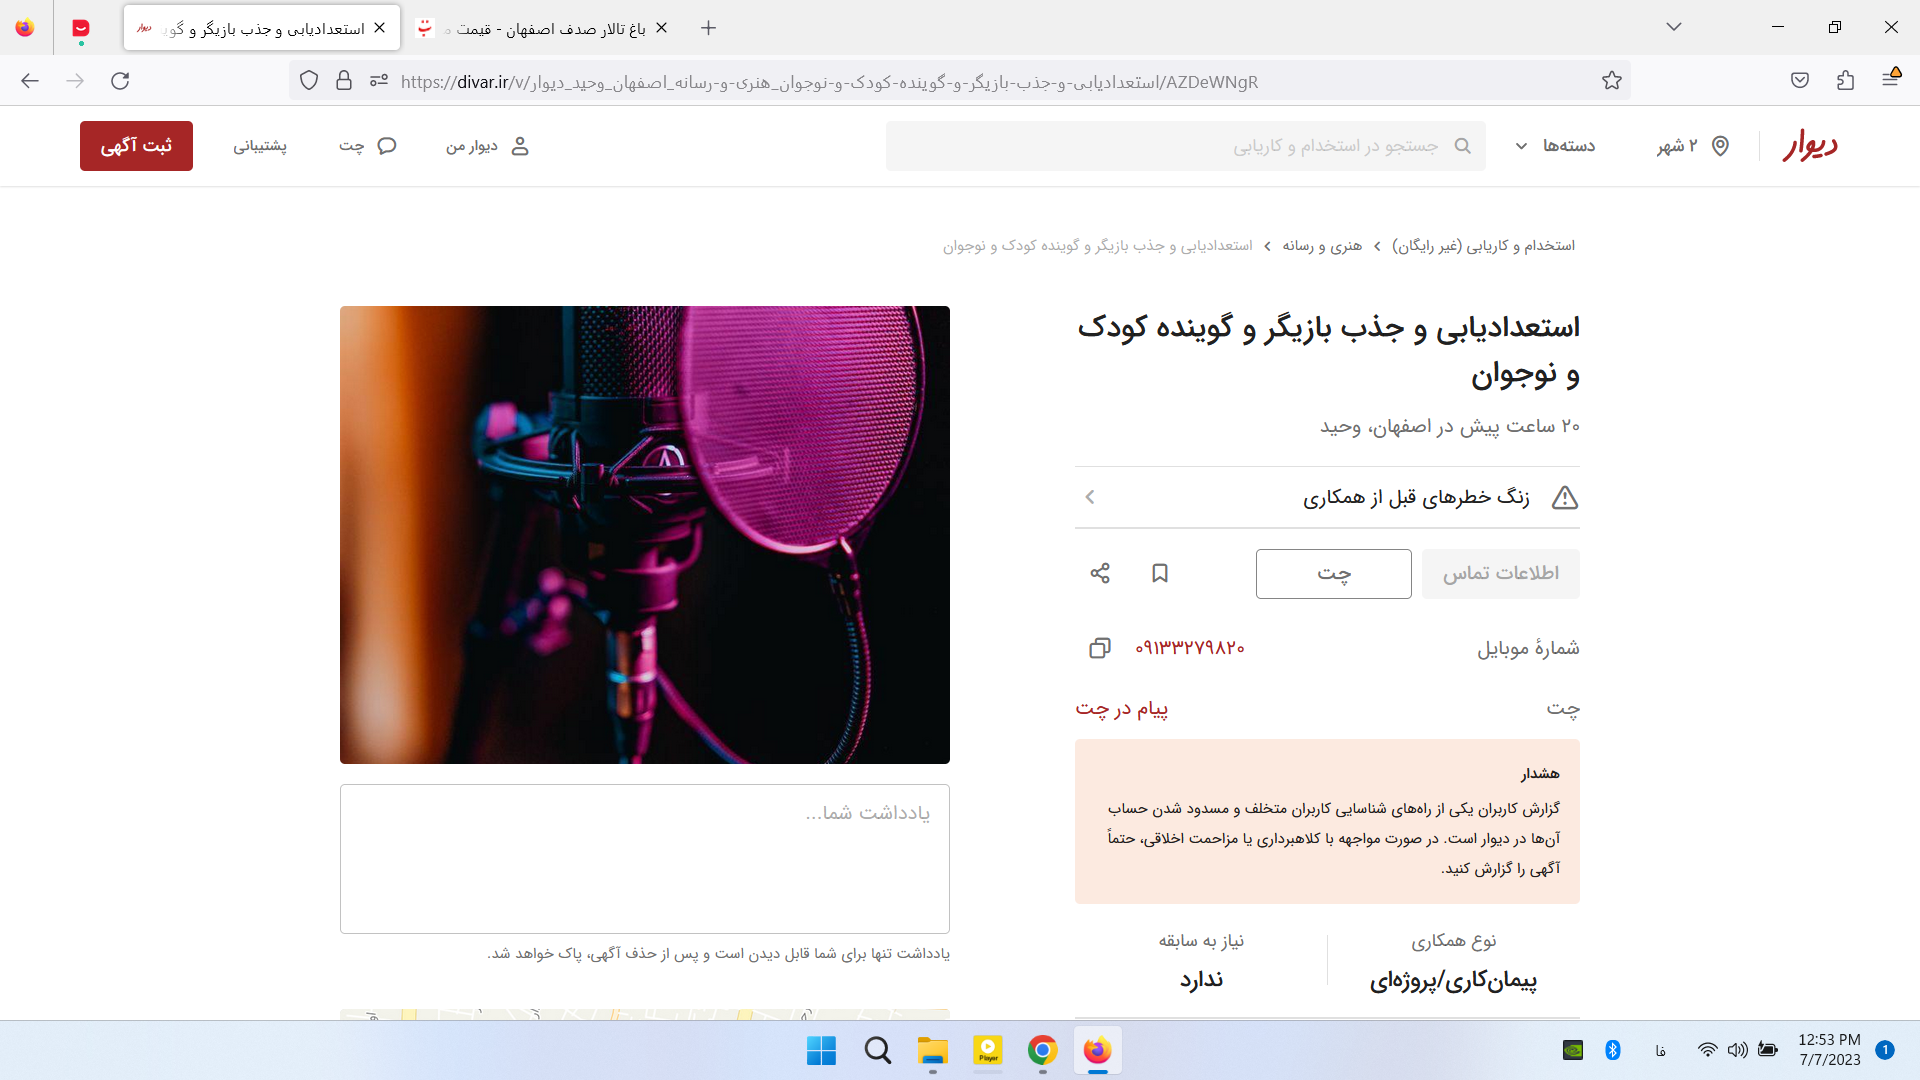 استعدادیابی و جذب بازیگر و گوی
باغ تالار صدف اصفهان - قیمت
https://divar.ir/v/استعدادیابی-و-جذب-بازیگر-و-گوینده-کودک-و-نوجوان_هنری-و-رسانه_اصفهان_وحید_دیوار/AZDeWNgR
دیوار
۲ شهر
دسته‌ها
جستجو در استخدام و کاریابی
دیوار من
چت
پشتیبانی
ثبت آگهی
استخدام و کاریابی (غیر رایگان) › هنری و رسانه › استعدادیابی و جذب بازیگر و گوینده کودک و نوجوان
استعدادیابی و جذب بازیگر و گوینده کودک
و نوجوان
۲۰ ساعت پیش در اصفهان، وحید
زنگ خطرهای قبل از همکاری
اطلاعات تماس
چت
شمارهٔ موبایل
۰۹۱۳۳۲۷۹۸۲۰
چت
پیام در چت
هشدار
گزارش کاربران یکی از راه‌های شناسایی کاربران متخلف و مسدود شدن حساب
آن‌ها در دیوار است. در صورت مواجهه با کلاهبرداری یا مزاحمت اخلاقی، حتماً
آگهی را گزارش کنید.
نوع همکاری
پیمان‌کاری/پروژه‌ای
نیاز به سابقه
ندارد
یادداشت شما...
یادداشت تنها برای شما قابل دیدن است و پس از حذف آگهی، پاک خواهد شد.
Player
فا
12:53 PM
7/7/2023
1